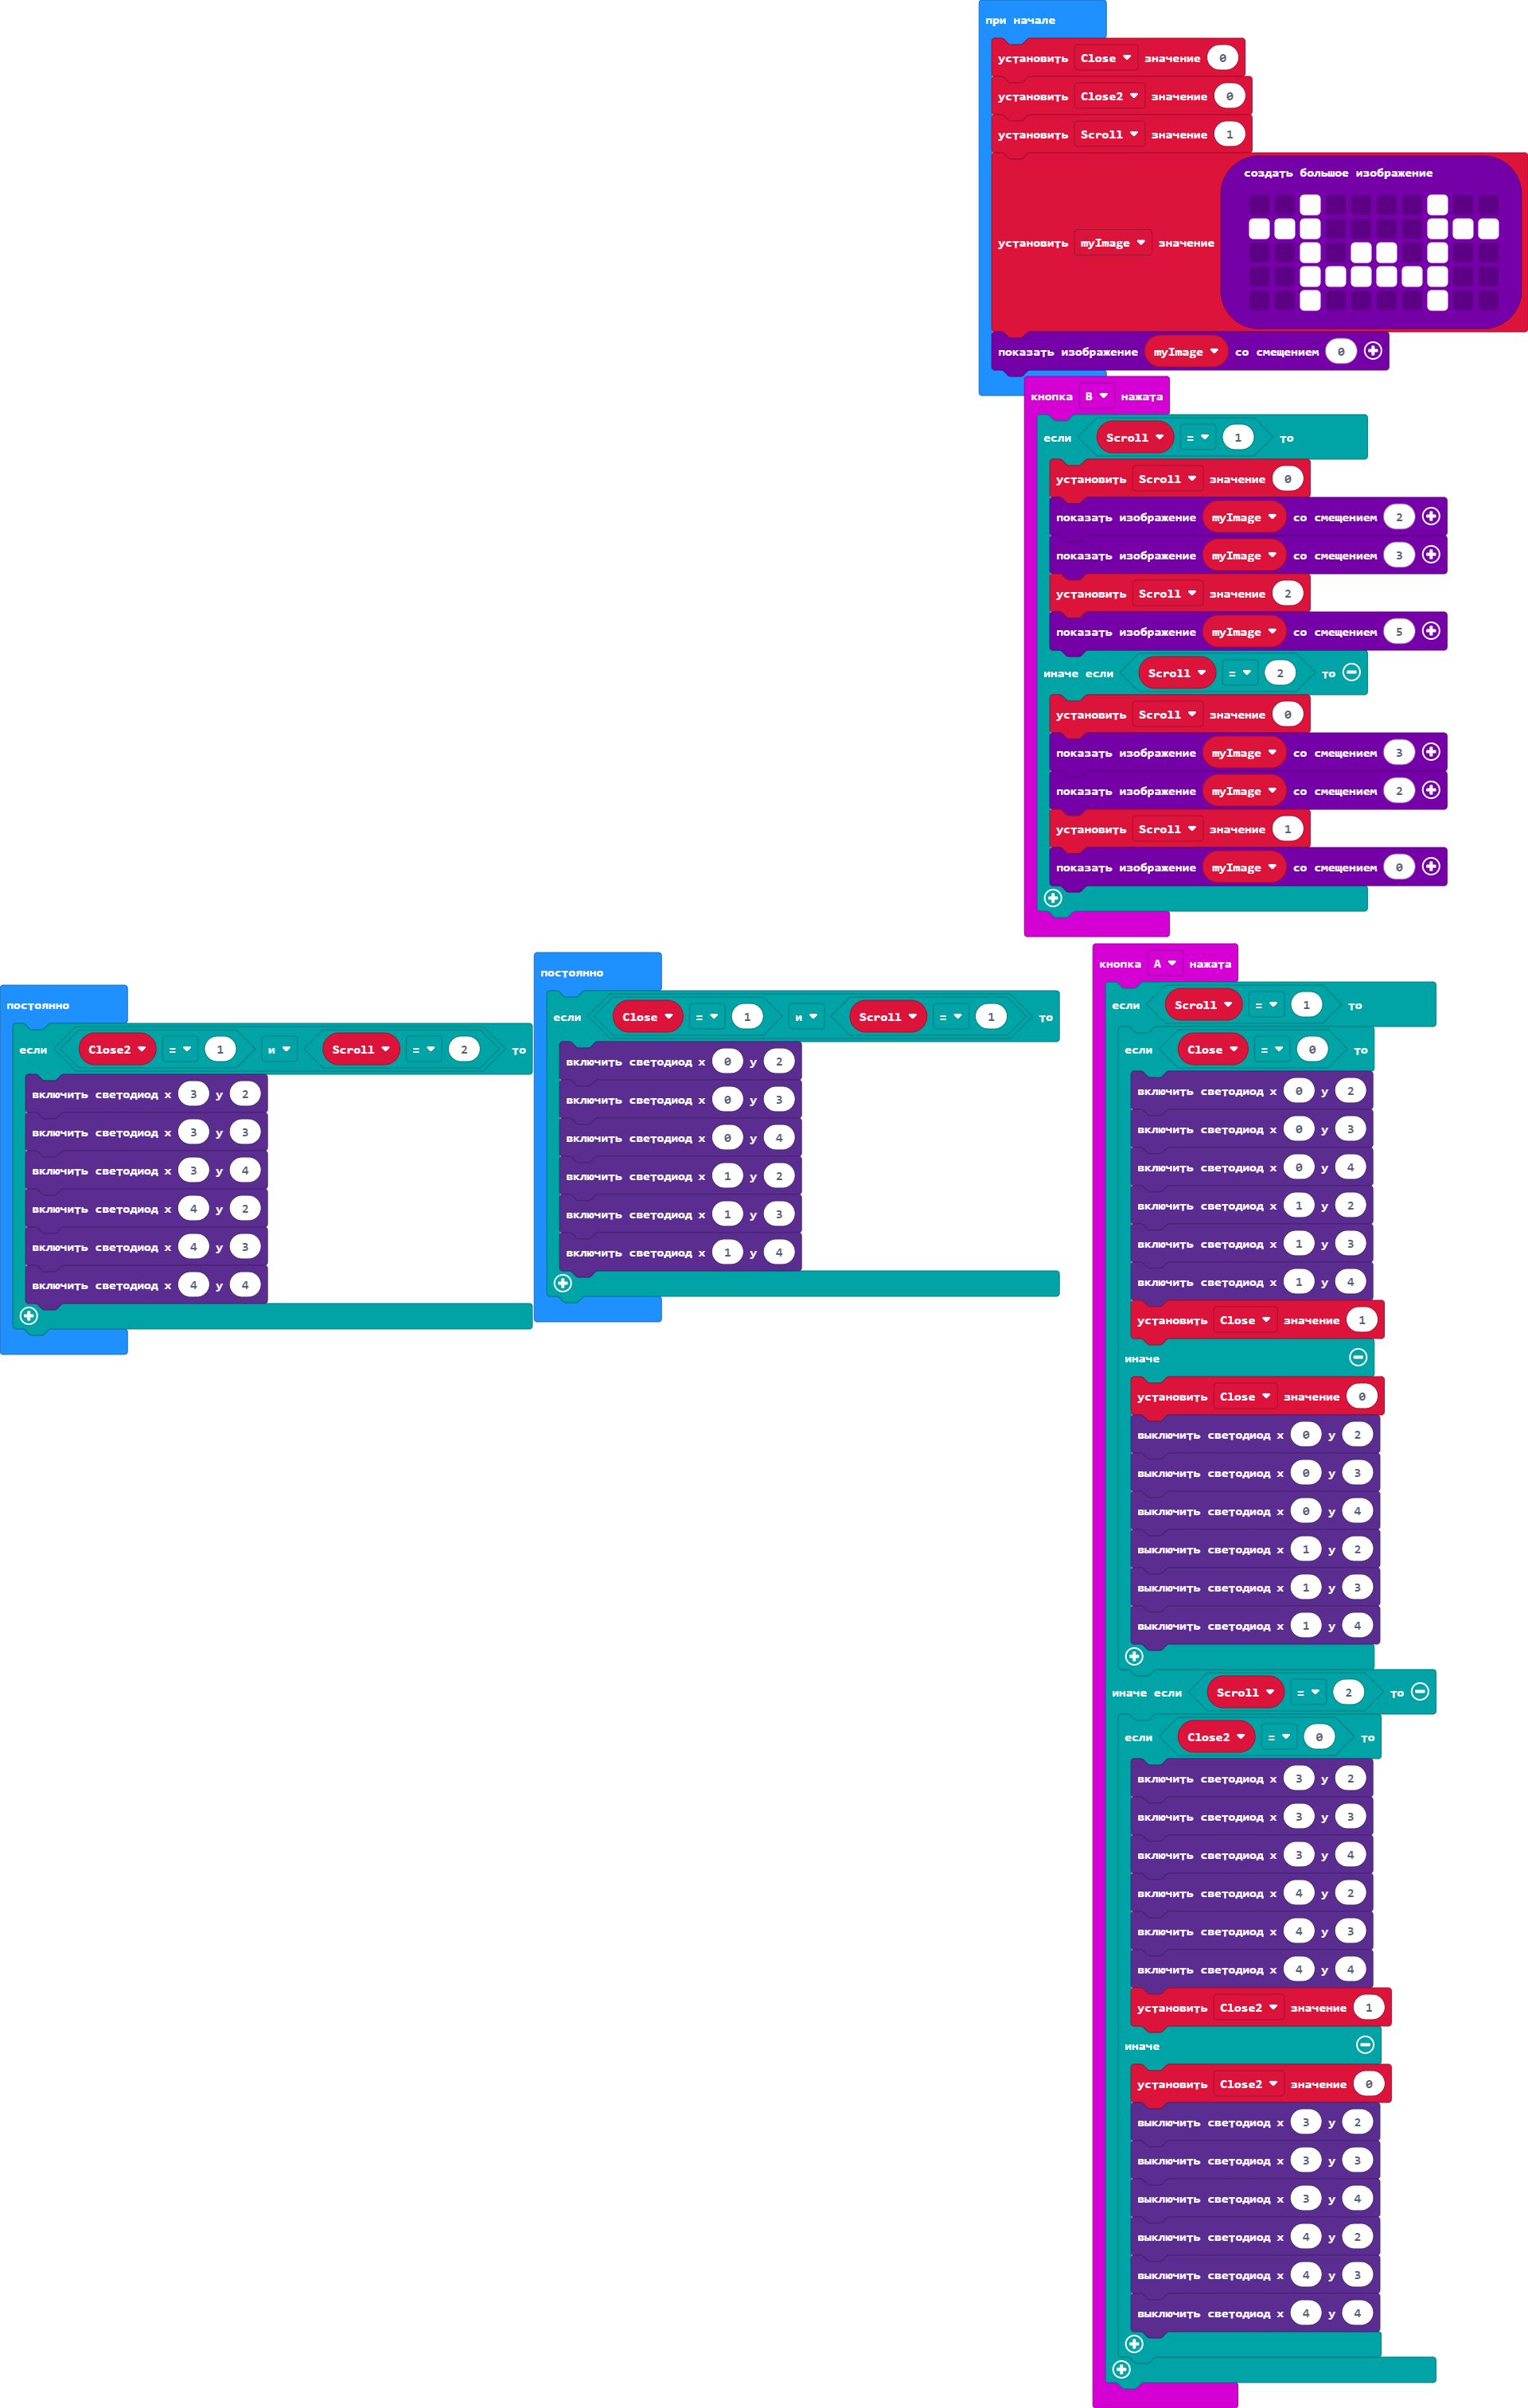 при начале
установить Close значение 0
установить Close2 значение 0
установить Scroll значение 1
создать большое изображение
установить myImage значение
показать изображение myImage со смещением 0
кнопка B нажата
если Scroll = 1 то
установить Scroll значение 0
показать изображение myImage со смещением 2
показать изображение myImage со смещением 3
установить Scroll значение 2
показать изображение myImage со смещением 5
иначе если Scroll = 2 то
установить Scroll значение 0
показать изображение myImage со смещением 3
показать изображение myImage со смещением 2
установить Scroll значение 1
показать изображение myImage со смещением 0
постоянно
если Close2 = 1 и Scroll = 2 то
включить светодиод x 3 y 2
включить светодиод x 3 y 3
включить светодиод x 3 y 4
включить светодиод x 4 y 2
включить светодиод x 4 y 3
включить светодиод x 4 y 4
постоянно
если Close = 1 и Scroll = 1 то
включить светодиод x 0 y 2
включить светодиод x 0 y 3
включить светодиод x 0 y 4
включить светодиод x 1 y 2
включить светодиод x 1 y 3
включить светодиод x 1 y 4
кнопка A нажата
если Scroll = 1 то
если Close = 0 то
включить светодиод x 0 y 2
включить светодиод x 0 y 3
включить светодиод x 0 y 4
включить светодиод x 1 y 2
включить светодиод x 1 y 3
включить светодиод x 1 y 4
установить Close значение 1
иначе
установить Close значение 0
выключить светодиод x 0 y 2
выключить светодиод x 0 y 3
выключить светодиод x 0 y 4
выключить светодиод x 1 y 2
выключить светодиод x 1 y 3
выключить светодиод x 1 y 4
иначе если Scroll = 2 то
если Close2 = 0 то
включить светодиод x 3 y 2
включить светодиод x 3 y 3
включить светодиод x 3 y 4
включить светодиод x 4 y 2
включить светодиод x 4 y 3
включить светодиод x 4 y 4
установить Close2 значение 1
иначе
установить Close2 значение 0
выключить светодиод x 3 y 2
выключить светодиод x 3 y 3
выключить светодиод x 3 y 4
выключить светодиод x 4 y 2
выключить светодиод x 4 y 3
выключить светодиод x 4 y 4